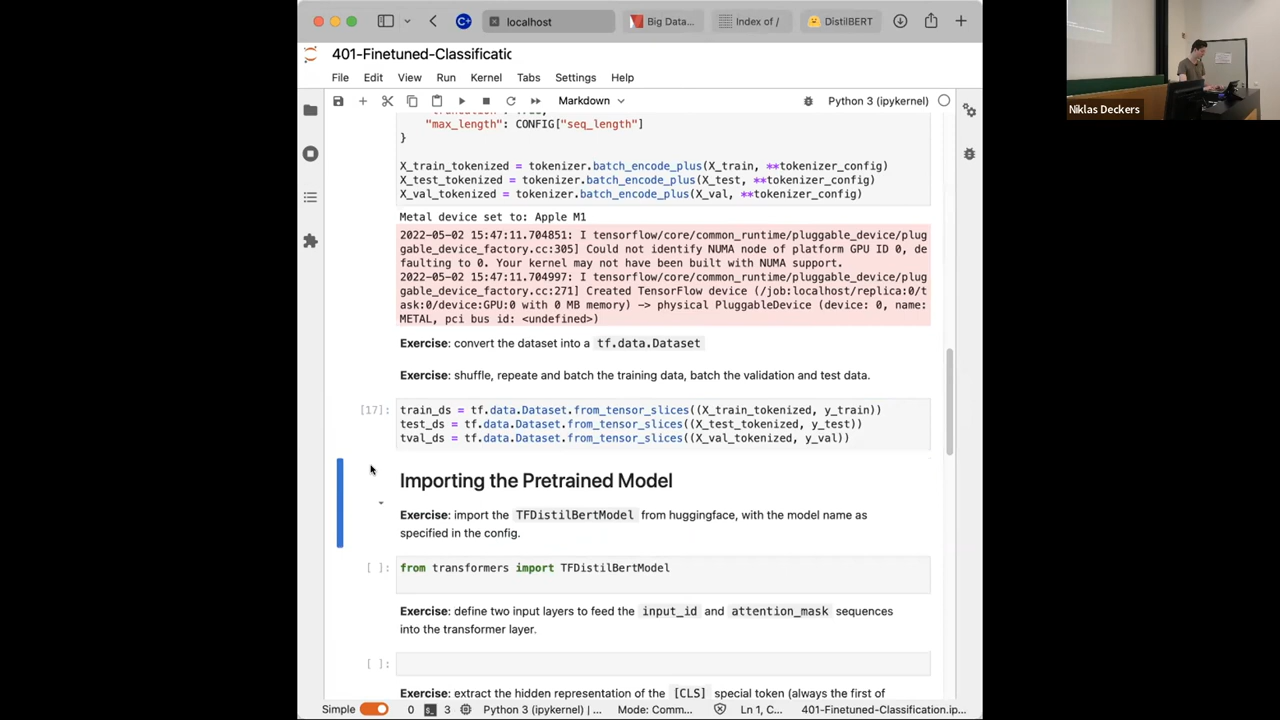 localhost
Big Data...
Index of /
DistilBERT
401-Finetuned-Classificatic
File Edit View Run Kernel Tabs Settings Help
Markdown
Python 3 (ipykernel)
"max_length": CONFIG["seq_length"]
}
X_train_tokenized = tokenizer.batch_encode_plus(X_train, **tokenizer_config)
X_test_tokenized = tokenizer.batch_encode_plus(X_test, **tokenizer_config)
X_val_tokenized = tokenizer.batch_encode_plus(X_val, **tokenizer_config)
Metal device set to: Apple M1
2022-05-02 15:47:11.704851: I tensorflow/core/common_runtime/pluggable_device/plug
gable_device_factory.cc:305] Could not identify NUMA node of platform GPU ID 0, de
faulting to 0. Your kernel may not have been built with NUMA support.
2022-05-02 15:47:11.704997: I tensorflow/core/common_runtime/pluggable_device/plug
gable_device_factory.cc:271] Created TensorFlow device (/job:localhost/replica:0/t
ask:0/device:GPU:0 with 0 MB memory) -> physical PluggableDevice (device: 0, name:
METAL, pci bus id: <undefined>)
Exercise: convert the dataset into a tf.data.Dataset
Exercise: shuffle, repeate and batch the training data, batch the validation and test data.
[17]: train_ds = tf.data.Dataset.from_tensor_slices((X_train_tokenized, y_train))
test_ds = tf.data.Dataset.from_tensor_slices((X_test_tokenized, y_test))
tval_ds = tf.data.Dataset.from_tensor_slices((X_val_tokenized, y_val))
Importing the Pretrained Model
Exercise: import the TFDistilBertModel from huggingface, with the model name as
specified in the config.
[ ]: from transformers import TFDistilBertModel
Exercise: define two input layers to feed the input_id and attention_mask sequences
into the transformer layer.
[ ]:
Exercise: extract the hidden representation of the [CLS] special token (always the first of
Simple 0 3 Python 3 (ipykernel) | ... Mode: Comm... Ln 1, C... 401-Finetuned-Classification.ip...
Niklas Deckers